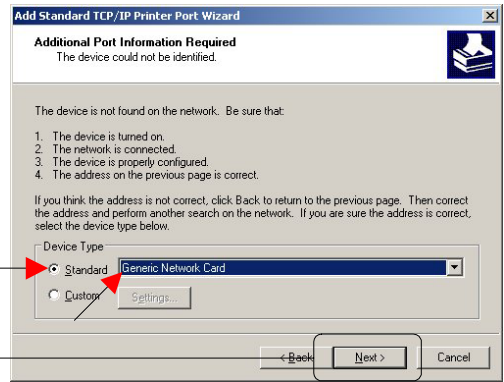 Add Standard TCP/IP Printer Port Wizard
Additional Port Information Required
The device could not be identified.
The device is not found on the network. Be sure that:
1. The device is turned on.
2. The network is connected.
3. The device is properly configured.
4. The address on the previous page is correct.
If you think the address is not correct, click Back to return to the previous page. Then correct
the address and perform another search on the network. If you are sure the address is correct,
select the device type below.
Device Type
Standard Generic Network Card
Custom Settings...
< Back Next > Cancel